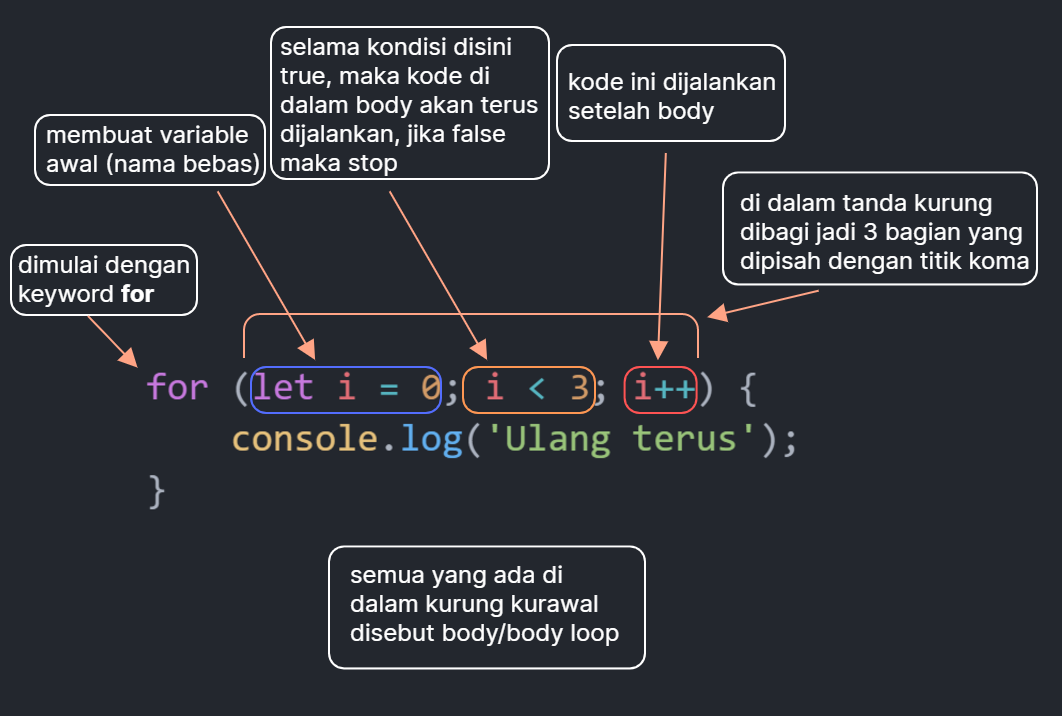 selama kondisi disini
true, maka kode di
dalam body akan terus
dijalankan, jika false
maka stop
kode ini dijalankan
setelah body
membuat variable
awal (nama bebas)
di dalam tanda kurung
dibagi jadi 3 bagian yang
dipisah dengan titik koma
dimulai dengan
keyword for
for (let i = 0; i < 3; i++) {
console.log('Ulang terus');
}
semua yang ada di
dalam kurung kurawal
disebut body/body loop